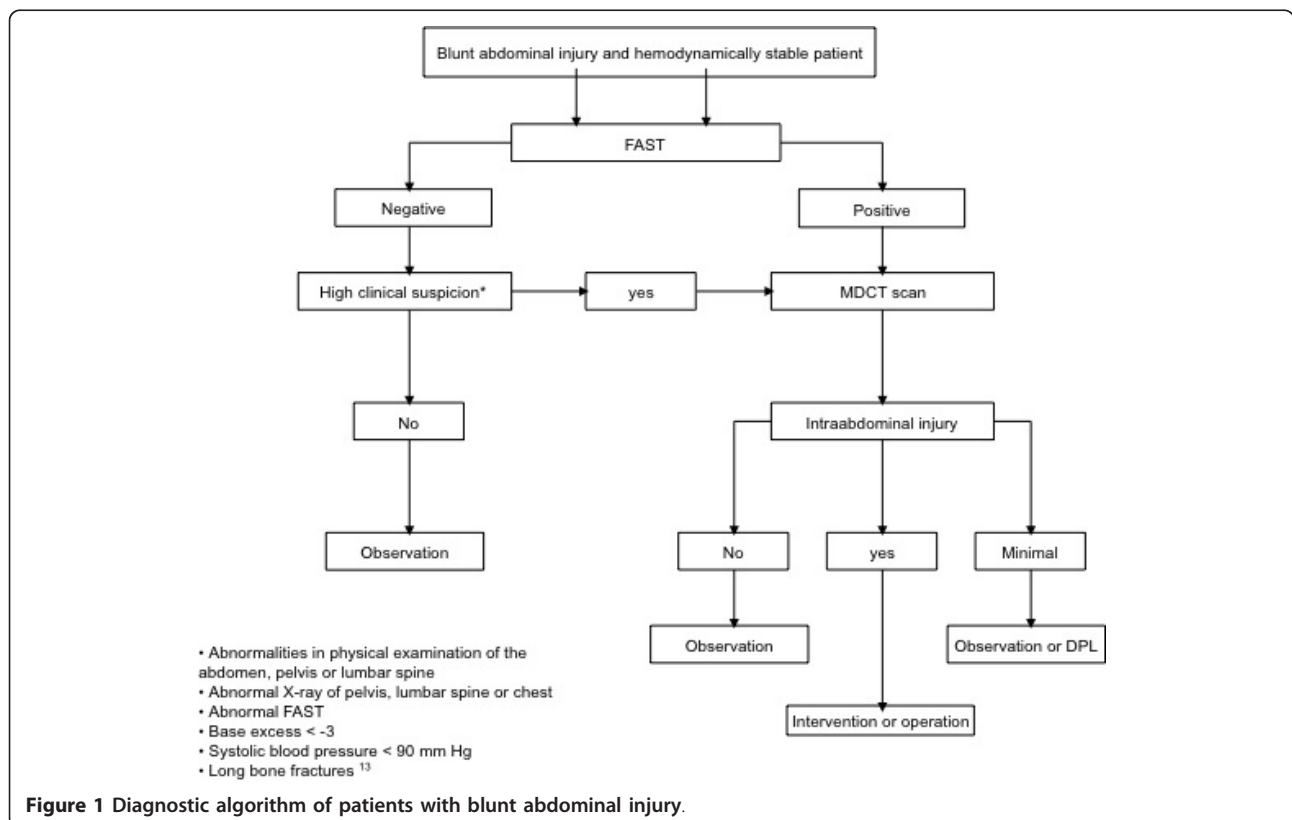 Blunt abdominal injury and hemodynamically stable patient
FAST
Negative
Positive
High clinical suspicion*
yes
MDCT scan
No
Intraabdominal injury
Observation
No
yes
Minimal
Observation
Observation or DPL
Intervention or operation
• Abnormalities in physical examination of the
abdomen, pelvis or lumbar spine
• Abnormal X-ray of pelvis, lumbar spine or chest
• Abnormal FAST
• Base excess < -3
• Systolic blood pressure < 90 mm Hg
• Long bone fractures 13
Figure 1 Diagnostic algorithm of patients with blunt abdominal injury.